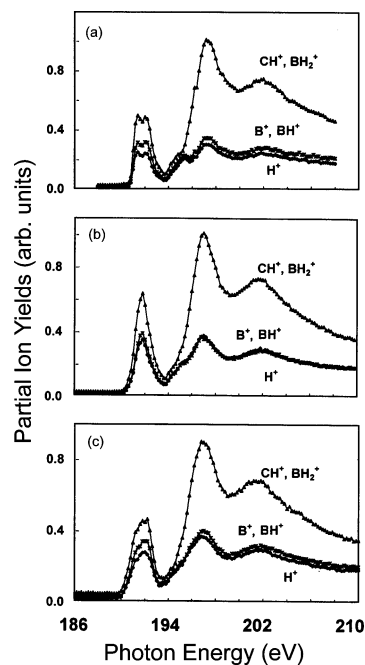 (a)
CH⁺, BH₂⁺
B⁺, BH⁺
H⁺
0.8
0.4
0.0
(b)
CH⁺, BH₂⁺
B⁺, BH⁺
H⁺
0.8
0.4
0.0
(c)
CH⁺, BH₂⁺
B⁺, BH⁺
H⁺
0.8
0.4
0.0
Partial Ion Yields (arb. units)
186 194 202 210
Photon Energy (eV)